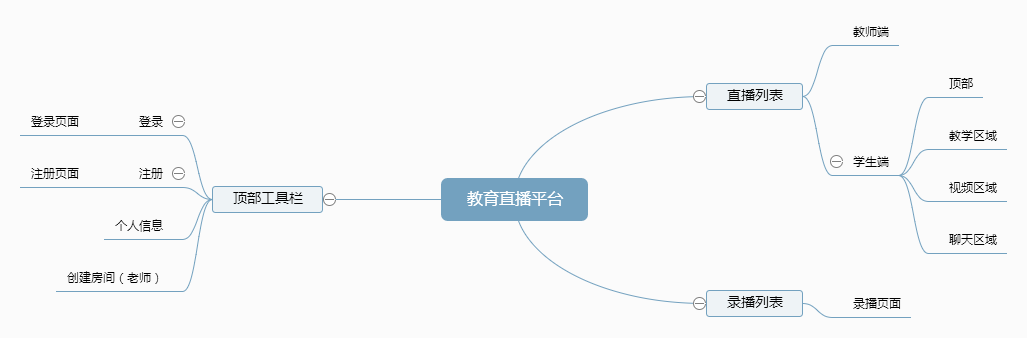 教育直播平台
顶部工具栏
登录
登录页面
注册
注册页面
个人信息
创建房间（老师）
直播列表
教师端
学生端
顶部
教学区域
视频区域
聊天区域
录播列表
录播页面